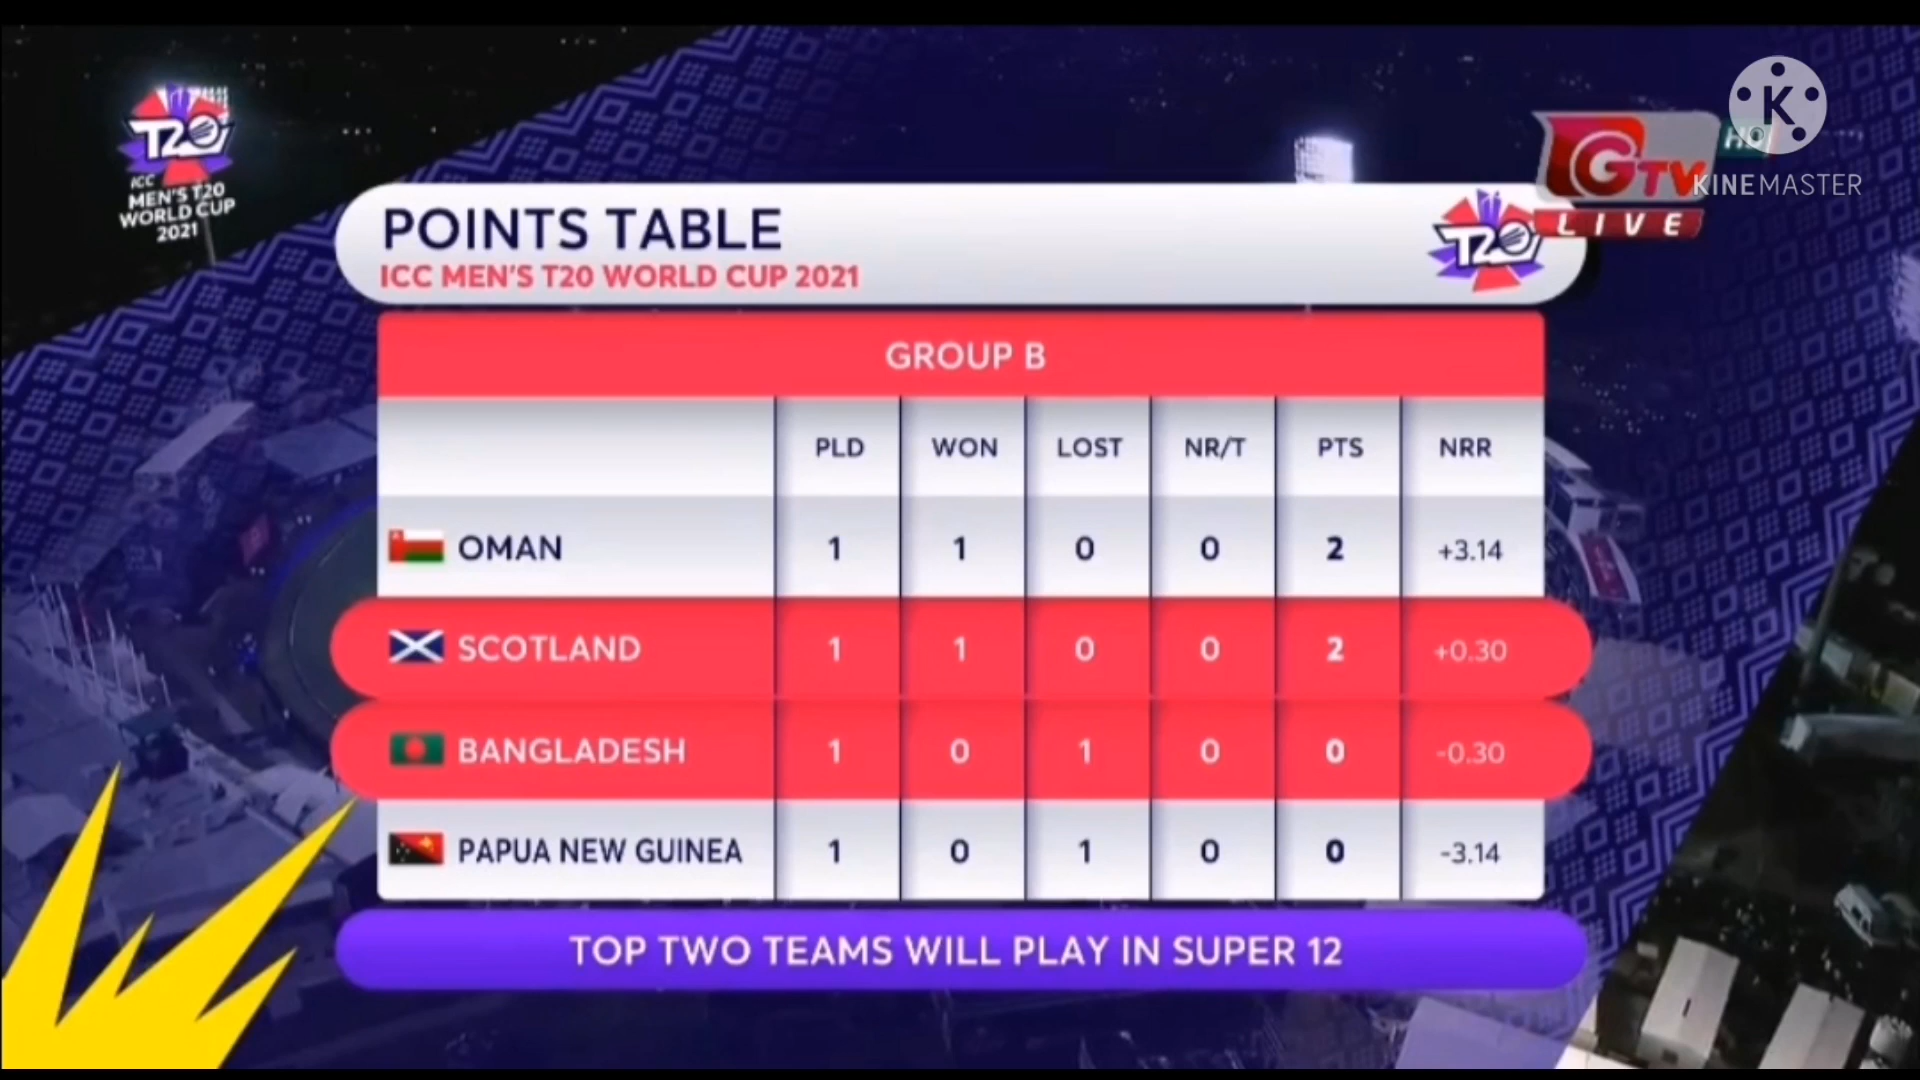 T20
ICC
MEN'S T20
WORLD CUP
2021
POINTS TABLE
ICC MEN'S T20 WORLD CUP 2021
T20
GTV
LIVE
HD
K
KINEMASTER
GROUP B
PLD WON LOST NR/T PTS NRR
OMAN 1 1 0 0 2 +3.14
SCOTLAND 1 1 0 0 2 +0.30
BANGLADESH 1 0 1 0 0 -0.30
PAPUA NEW GUINEA 1 0 1 0 0 -3.14
TOP TWO TEAMS WILL PLAY IN SUPER 12